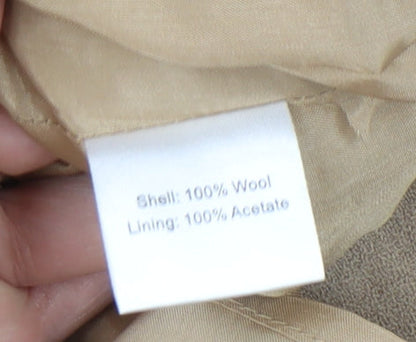 Shell: 100% Wool
Lining: 100% Acetate